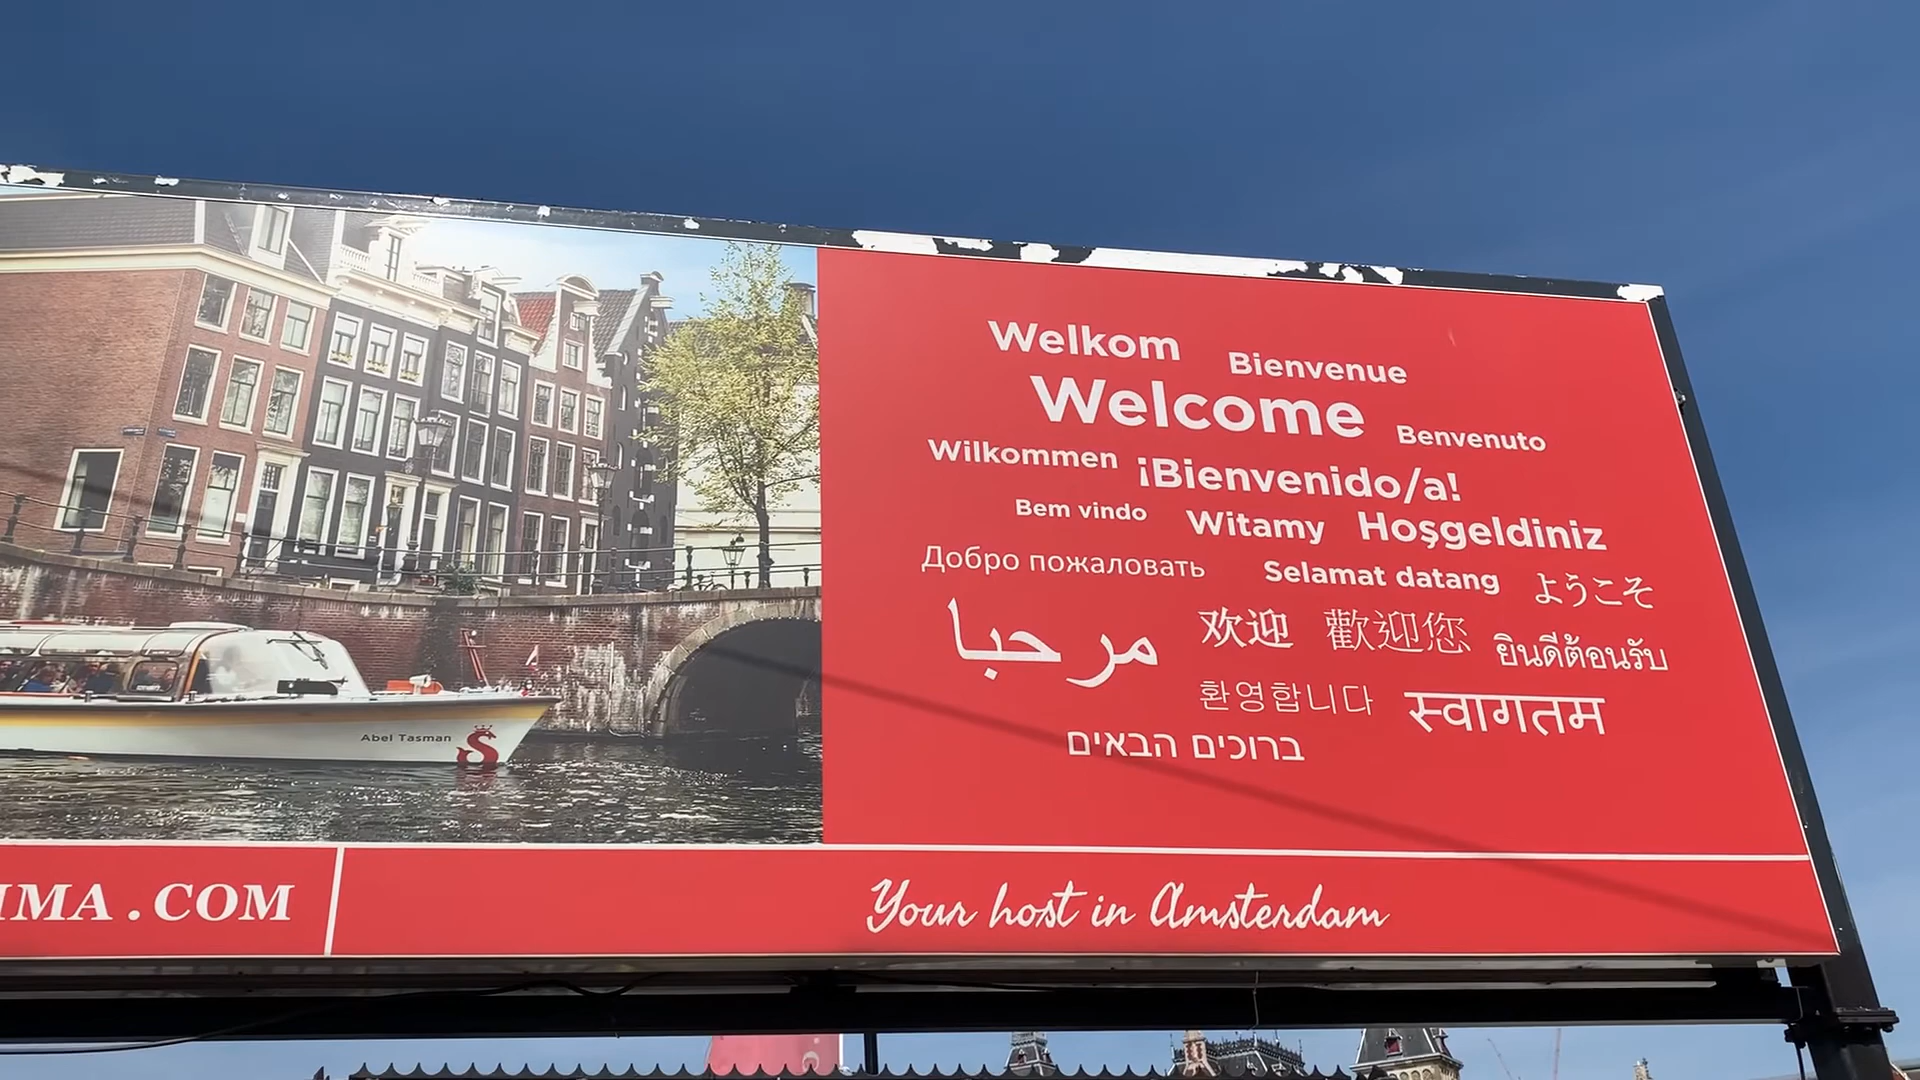 Welkom Bienvenue
Welcome Benvenuto
Wilkommen ¡Bienvenido/a!
Bem vindo Witamy Hoşgeldiniz
Добро пожаловать Selamat datang ようこそ
مرحبا 欢迎 歡迎您 ยินดีต้อนรับ
환영합니다 स्वागतम
ברוכים הבאים
Abel Tasman
.COM
Your host in Amsterdam